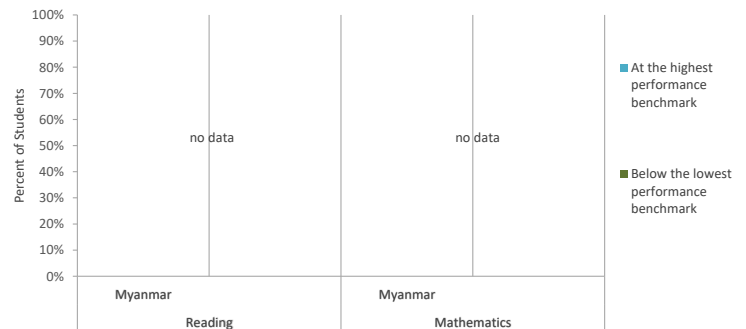 100%
90%
80%
70%
60%
50%
40%
30%
20%
10%
0%
Percent of Students
no data
no data
Myanmar
Myanmar
Reading
Mathematics
At the highest
performance
benchmark
Below the lowest
performance
benchmark